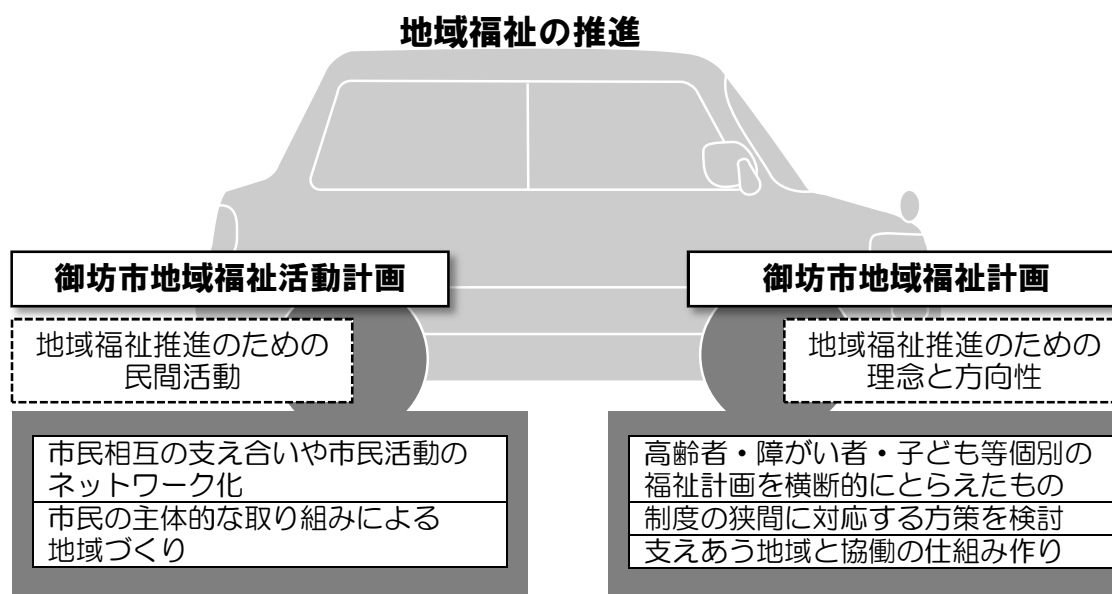 地域福祉の推進
御坊市地域福祉活動計画
地域福祉推進のための
民間活動
市民相互の支え合いや市民活動の
ネットワーク化
市民の主体的な取り組みによる
地域づくり
御坊市地域福祉計画
地域福祉推進のための
理念と方向性
高齢者・障がい者・子ども等個別の
福祉計画を横断的にとらえたもの
制度の狭間に対応する方策を検討
支えあう地域と協働の仕組み作り